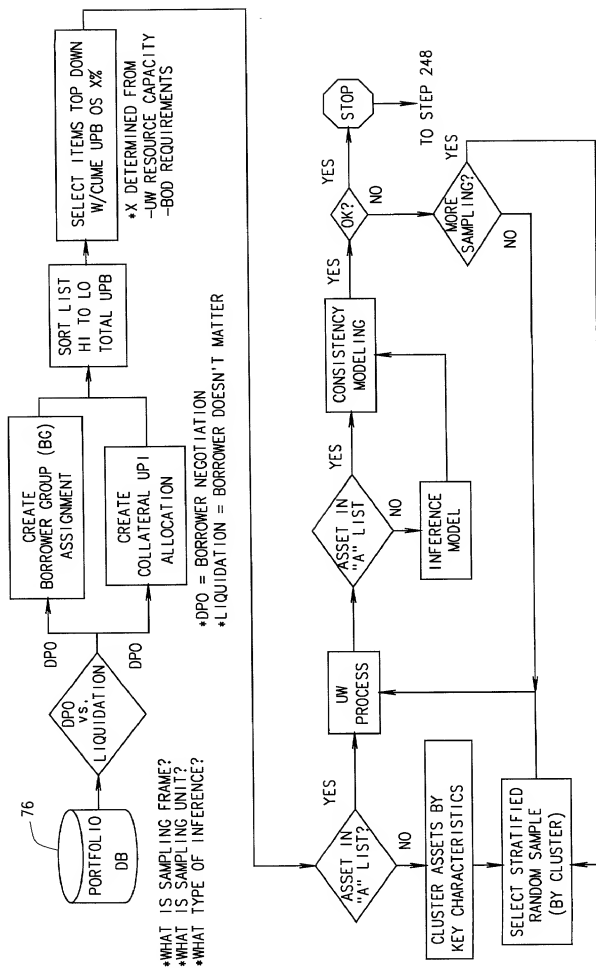 76
PORTFOLIO
DB
*WHAT IS SAMPLING FRAME?
*WHAT IS SAMPLING UNIT?
*WHAT TYPE OF INFERENCE?
DPO
vs.
LIQUIDATION
DPO
DPO
CREATE
BORROWER GROUP (BG)
ASSIGNMENT
CREATE
COLLATERAL UPI
ALLOCATION
*DPO = BORROWER NEGOTIATION
*LIQUIDATION = BORROWER DOESN'T MATTER
SORT LIST
HI TO LO
TOTAL UPB
SELECT ITEMS TOP DOWN
W/CUME UPB OS X%
*X DETERMINED FROM
-UW RESOURCE CAPACITY
-BOD REQUIREMENTS
ASSET IN
"A" LIST?
YES
NO
CLUSTER ASSETS BY
KEY CHARACTERISTICS
SELECT STRATIFIED
RANDOM SAMPLE
(BY CLUSTER)
UW
PROCESS
ASSET IN
"A" LIST
YES
NO
INFERENCE
MODEL
CONSISTENCY
MODELING
YES
OK?
YES
NO
STOP
TO STEP 248
MORE
SAMPLING?
YES
NO